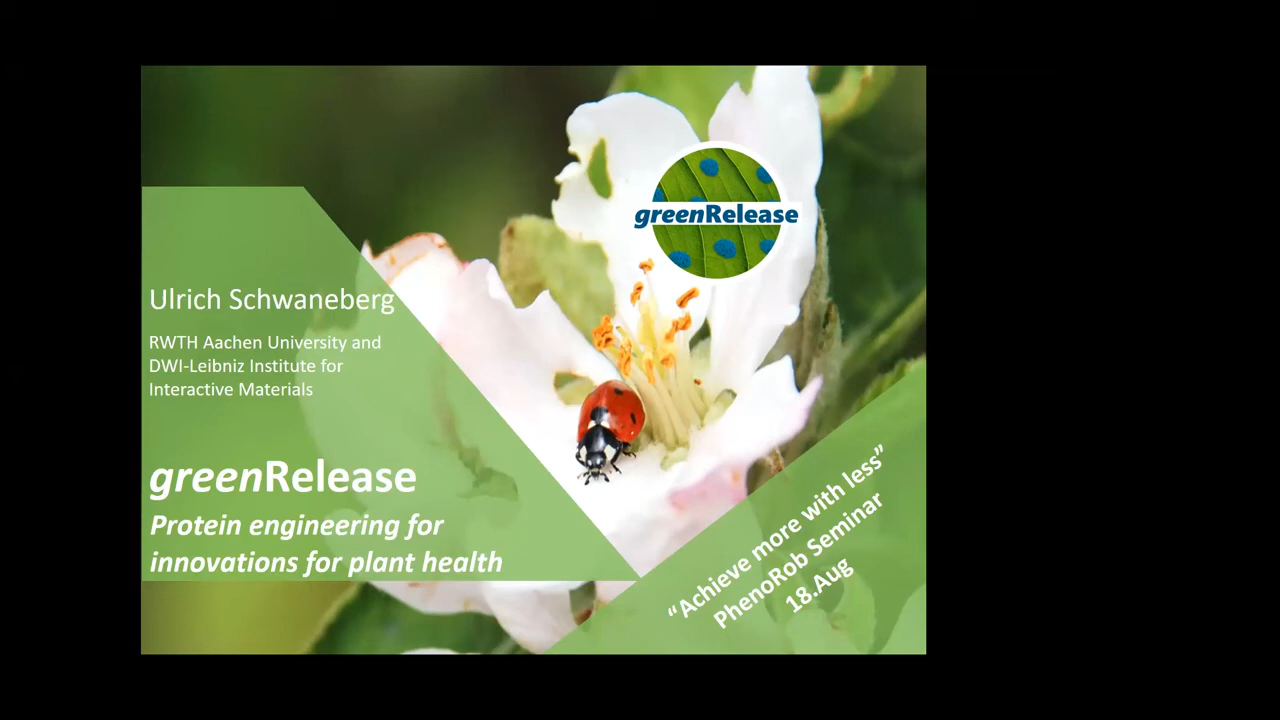 greenRelease
Ulrich Schwaneberg
RWTH Aachen University and
DWI-Leibniz Institute for
Interactive Materials
greenRelease
Protein engineering for
innovations for plant health
“Achieve more with less”
PhenoRob Seminar
18.Aug